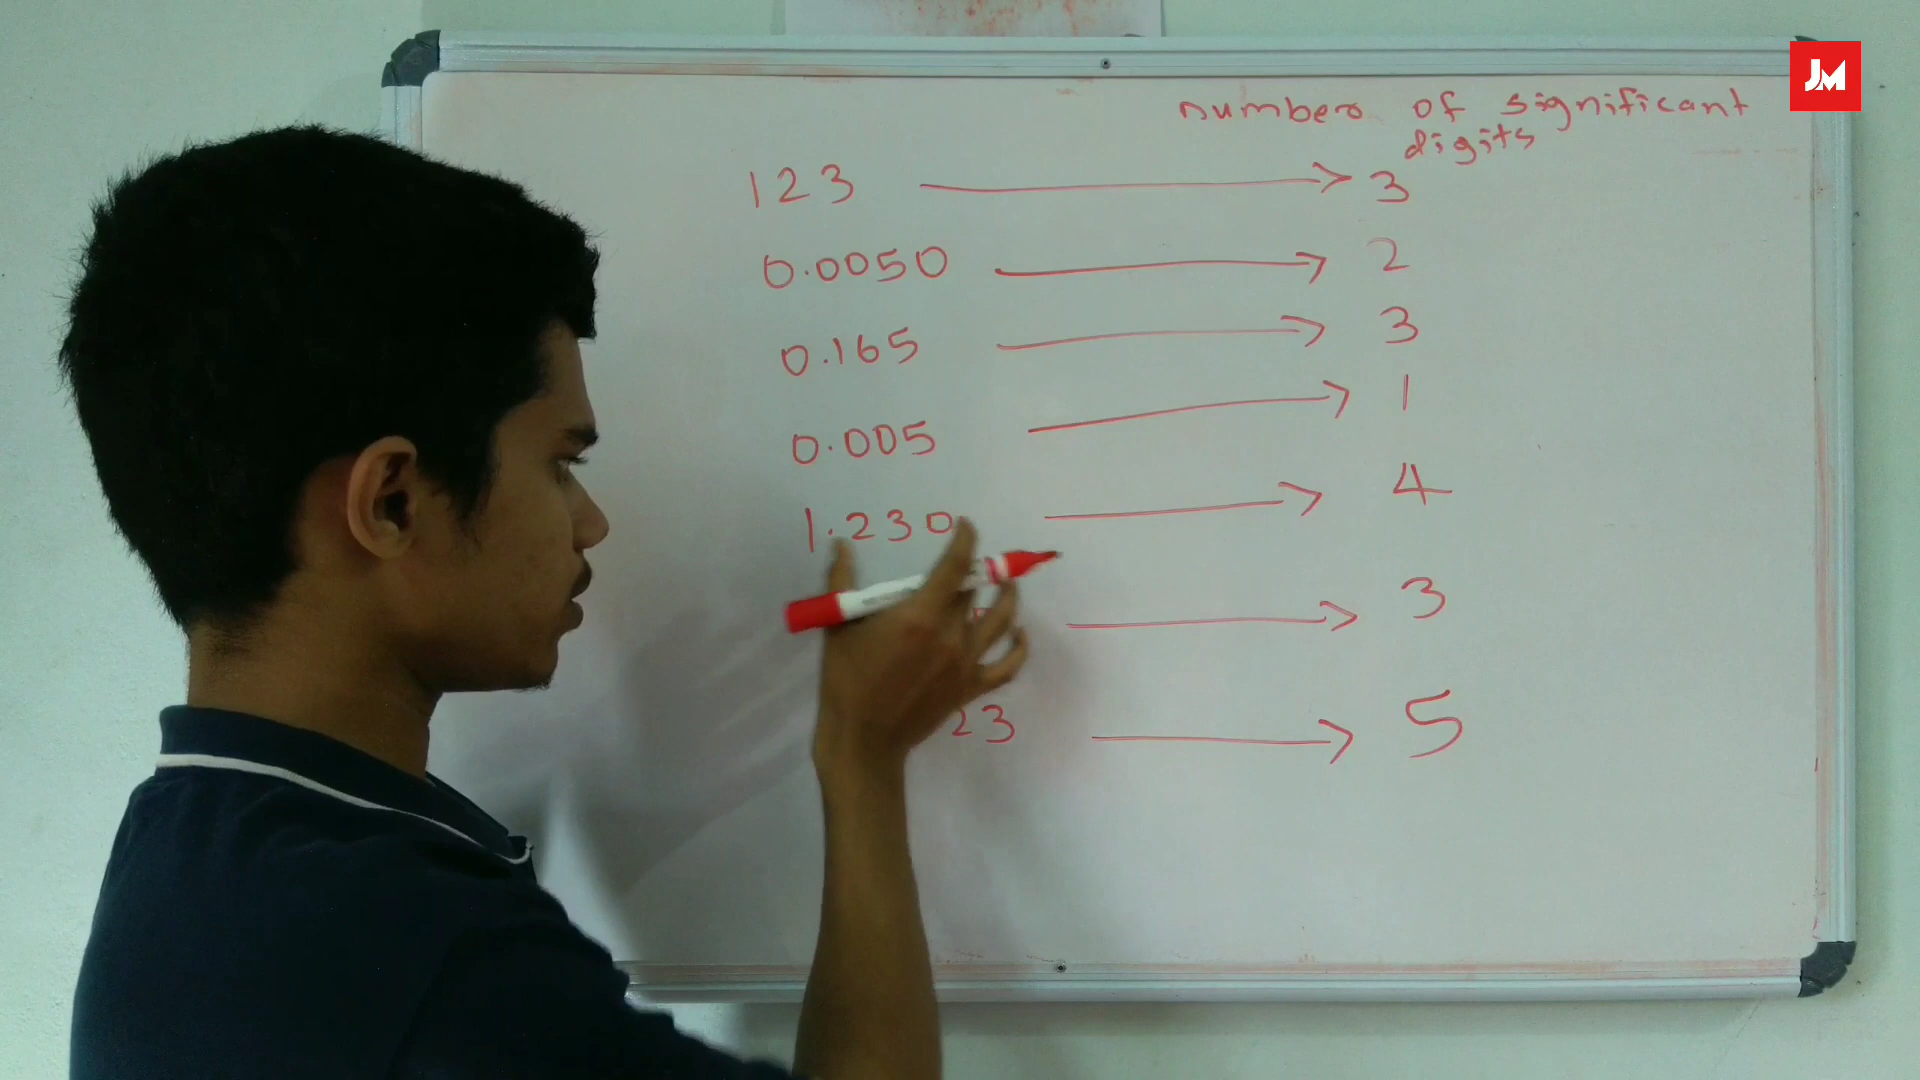 JM
number of significant
digits
123 → 3
0.0050 → 2
0.165 → 3
0.005 → 1
1.230 → 4
→ 3
23 → 5